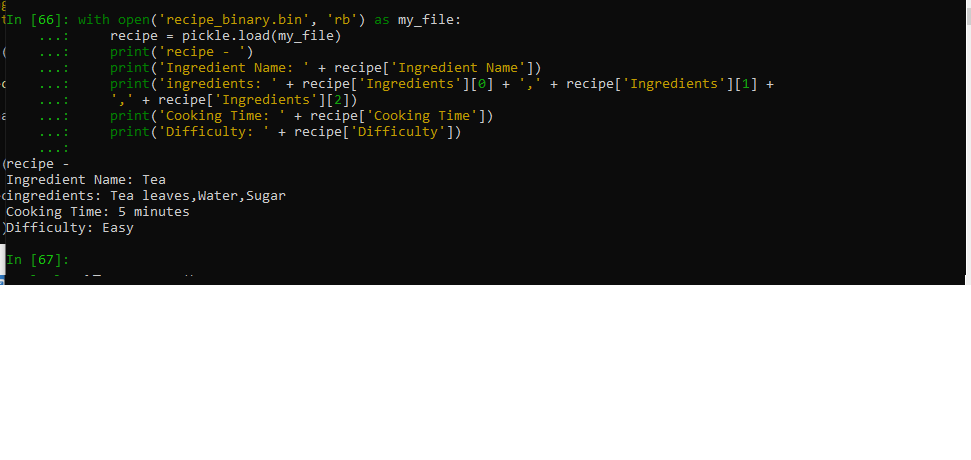 In [66]: with open('recipe_binary.bin', 'rb') as my_file:
    ...:     recipe = pickle.load(my_file)
    ...:     print('recipe - ')
    ...:     print('Ingredient Name: ' + recipe['Ingredient Name'])
    ...:     print('ingredients: ' + recipe['Ingredients'][0] + ',' + recipe['Ingredients'][1] +
    ...:     ',' + recipe['Ingredients'][2])
    ...:     print('Cooking Time: ' + recipe['Cooking Time'])
    ...:     print('Difficulty: ' + recipe['Difficulty'])
    ...:
recipe -
Ingredient Name: Tea
ingredients: Tea leaves,Water,Sugar
Cooking Time: 5 minutes
Difficulty: Easy
In [67]: